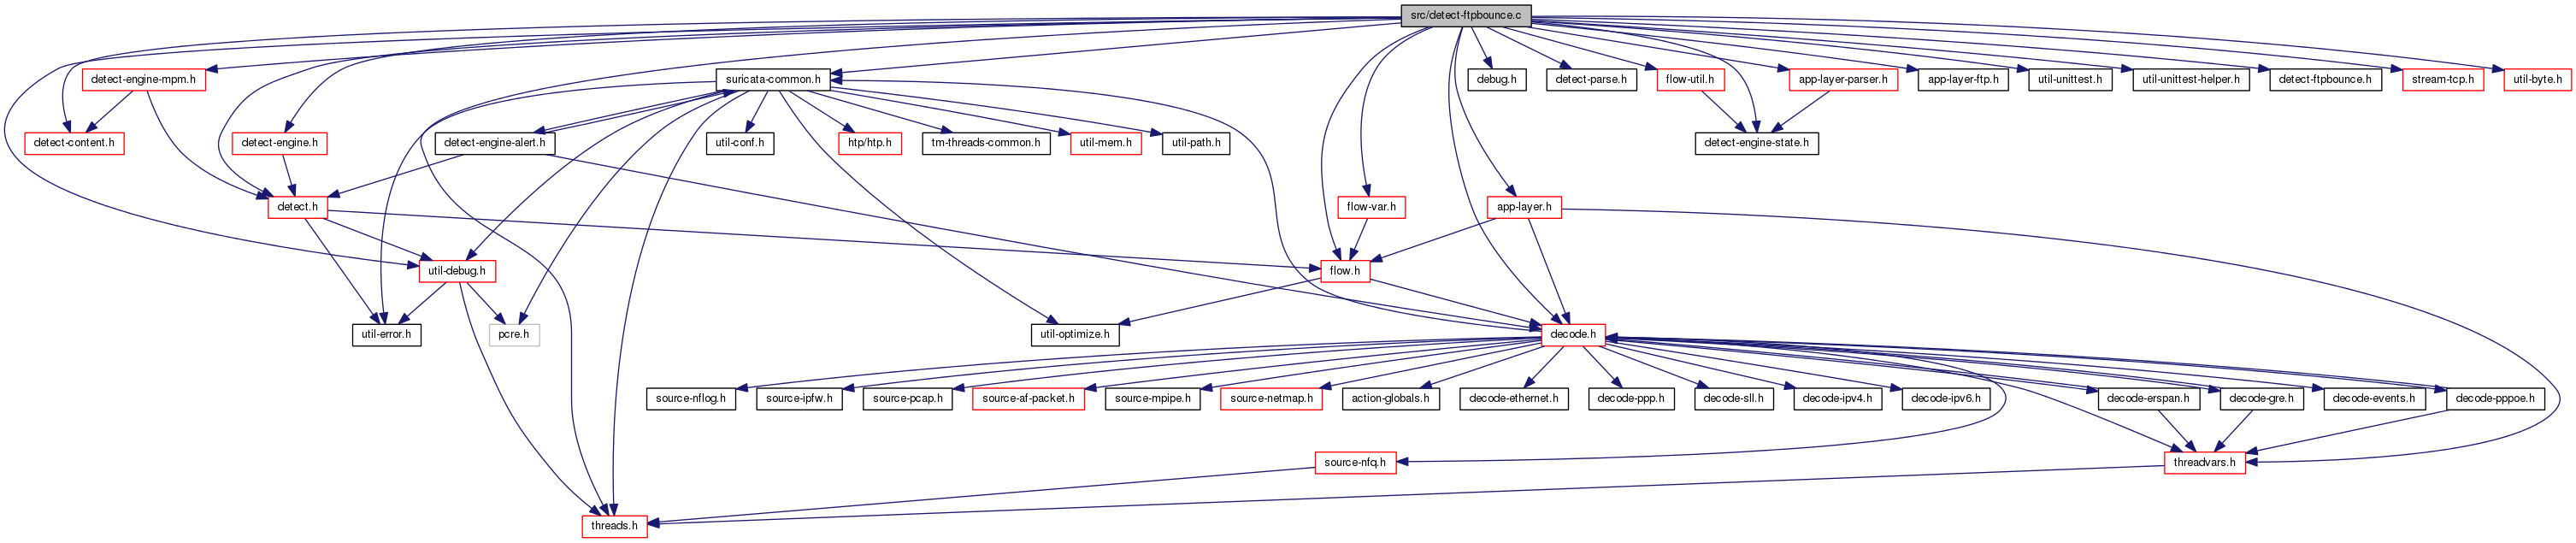 src/detect-ftpbounce.c
detect-engine-mpm.h
suricata-common.h
debug.h
detect-parse.h
flow-util.h
app-layer-parser.h
app-layer-ftp.h
util-unittest.h
util-unittest-helper.h
detect-ftpbounce.h
stream-tcp.h
util-byte.h
detect-content.h
detect-engine.h
detect-engine-alert.h
util-conf.h
htp/htp.h
tm-threads-common.h
util-mem.h
util-path.h
detect-engine-state.h
detect.h
flow-var.h
app-layer.h
util-debug.h
flow.h
util-error.h
pcre.h
util-optimize.h
decode.h
source-nflog.h
source-ipfw.h
source-pcap.h
source-af-packet.h
source-mpipe.h
source-netmap.h
action-globals.h
decode-ethernet.h
decode-ppp.h
decode-sll.h
decode-ipv4.h
decode-ipv6.h
decode-erspan.h
decode-gre.h
decode-events.h
decode-pppoe.h
source-nfq.h
threadvars.h
threads.h